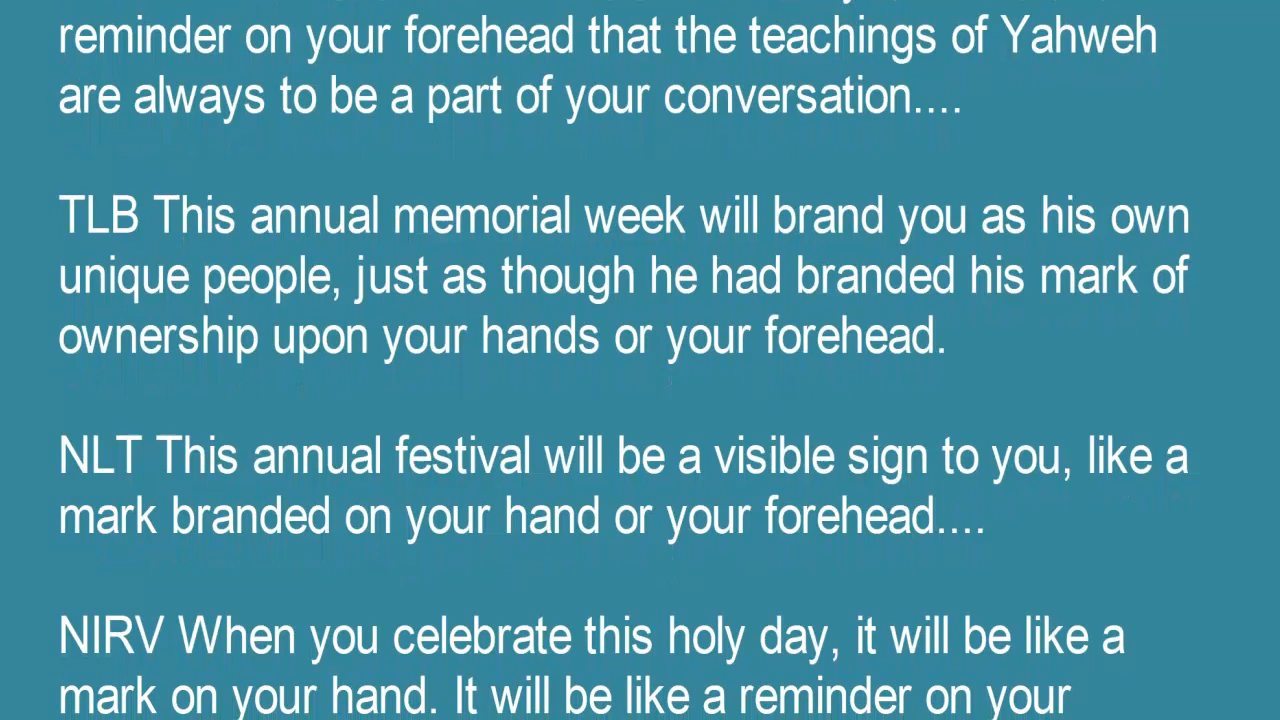 reminder on your forehead that the teachings of Yahweh
are always to be a part of your conversation....
TLB This annual memorial week will brand you as his own
unique people, just as though he had branded his mark of
ownership upon your hands or your forehead.
NLT This annual festival will be a visible sign to you, like a
mark branded on your hand or your forehead....
NIRV When you celebrate this holy day, it will be like a
mark on your hand. It will be like a reminder on your